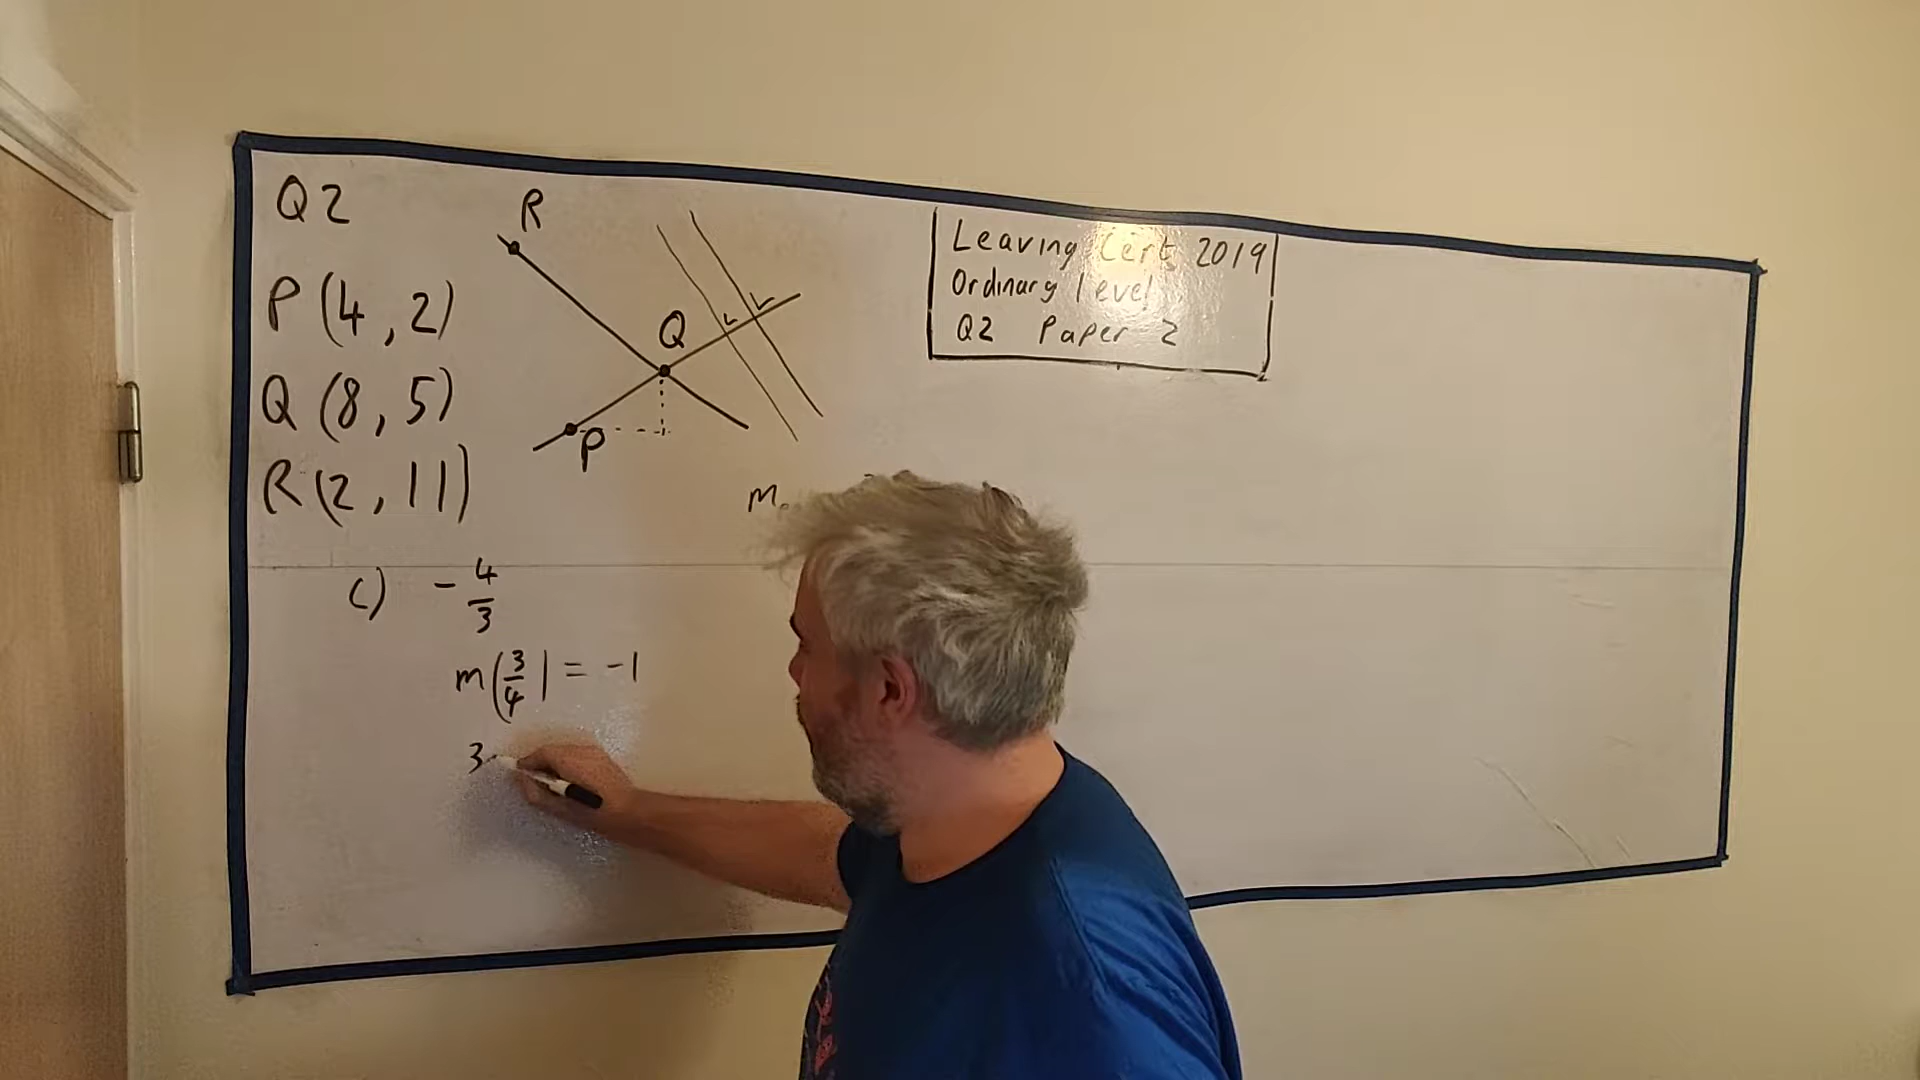 Q2
P(4,2)
Q(8,5)
R(2,11)
R
Q
P
Leaving Cert 2019
Ordinary level
Q2 Paper 2
m
c) -4/3
m(3/4) = -1
3